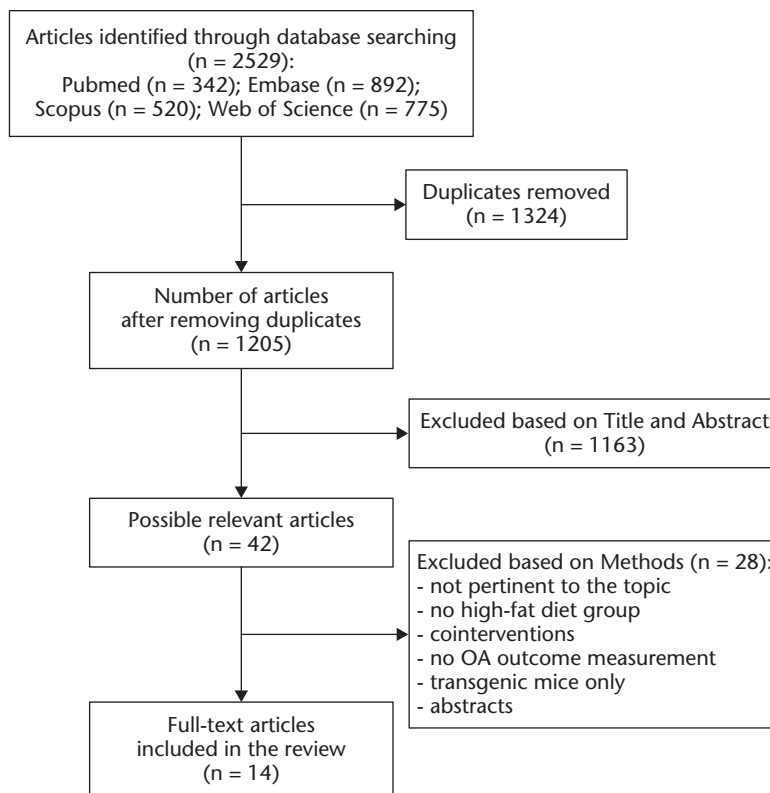 Articles identified through database searching
(n = 2529):
Pubmed (n = 342); Embase (n = 892);
Scopus (n = 520); Web of Science (n = 775)
Duplicates removed
(n = 1324)
Number of articles
after removing duplicates
(n = 1205)
Excluded based on Title and Abstract
(n = 1163)
Possible relevant articles
(n = 42)
Excluded based on Methods (n = 28):
- not pertinent to the topic
- no high-fat diet group
- cointerventions
- no OA outcome measurement
- transgenic mice only
- abstracts
Full-text articles
included in the review
(n = 14)